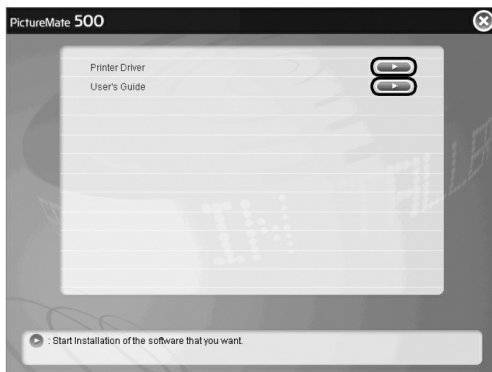 PictureMate 500
Printer Driver
User's Guide
: Start Installation of the software that you want.